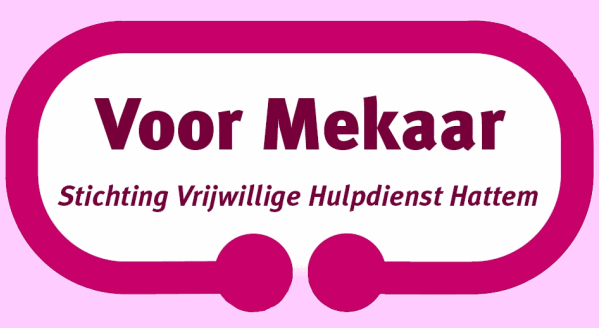 Voor Mekaar
Stichting Vrijwillige Hulpdienst Hattem